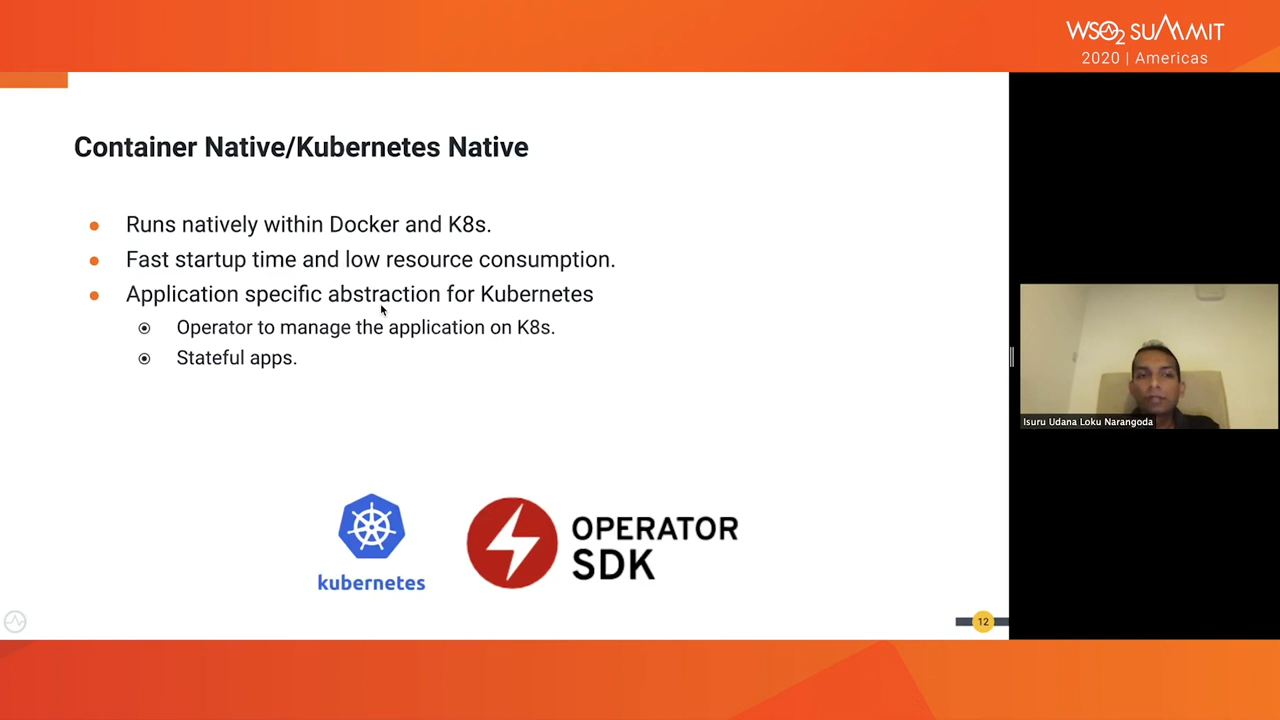 WSO2 SUMMIT
2020 | Americas
Container Native/Kubernetes Native
Runs natively within Docker and K8s.
Fast startup time and low resource consumption.
Application specific abstraction for Kubernetes
Operator to manage the application on K8s.
Stateful apps.
Isuru Udana Loku Narangoda
kubernetes
OPERATOR
SDK
12